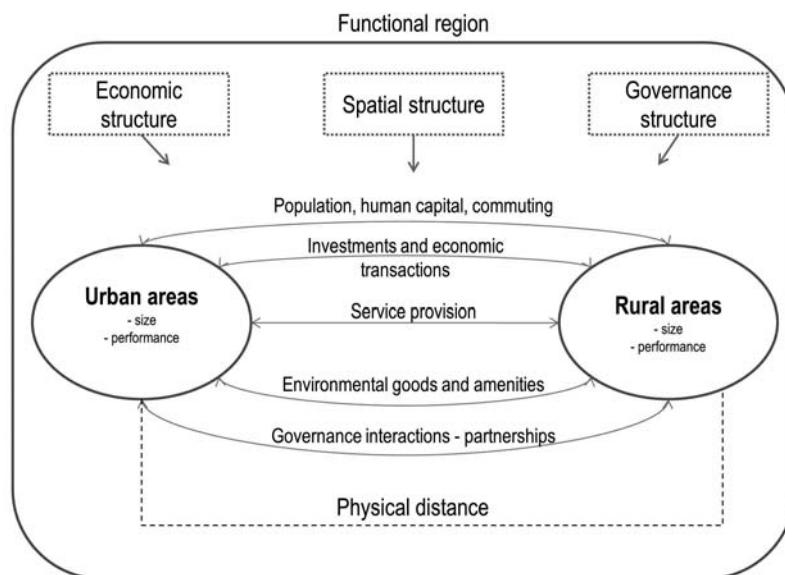 Functional region
Economic
structure
Spatial structure
Governance
structure
Population, human capital, commuting
Investments and economic
transactions
Urban areas
- size
- performance
Service provision
Rural areas
- size
- performance
Environmental goods and amenities
Governance interactions - partnerships
Physical distance